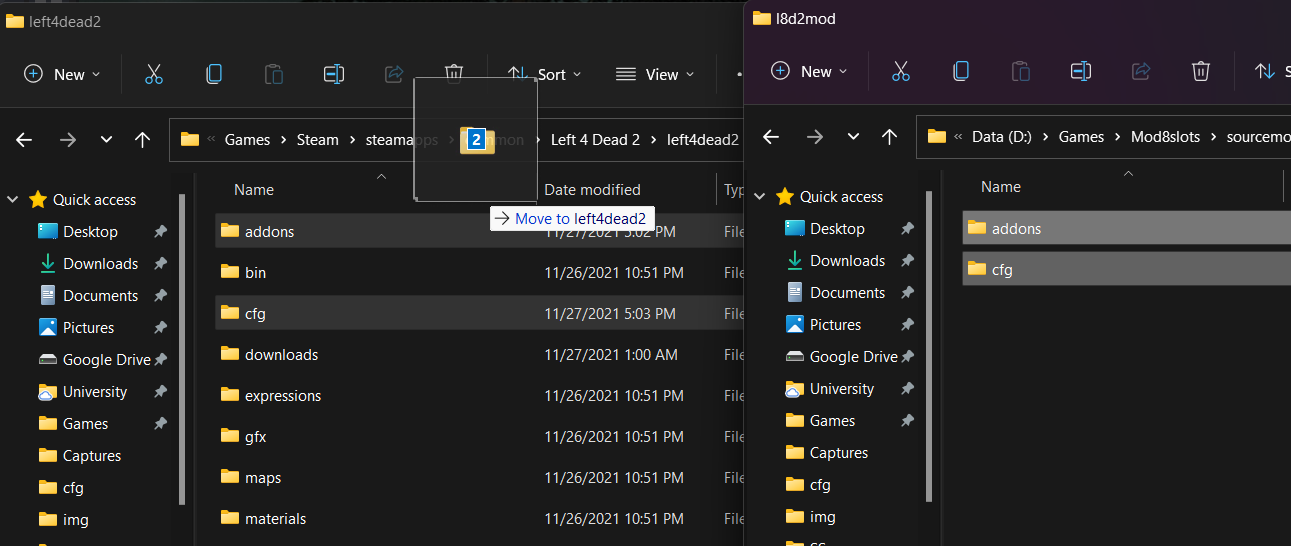 left4dead2
New
Sort
View
Games > Steam > steamapps > common > Left 4 Dead 2 > left4dead2
Name
Date modified
Quick access
Desktop
Downloads
Documents
Pictures
Google Drive
University
Games
Captures
cfg
img
2
→ Move to left4dead2
addons 11/27/2021 5:02 PM File
bin 11/26/2021 10:51 PM File
cfg 11/27/2021 5:03 PM File
downloads 11/27/2021 1:00 AM File
expressions 11/26/2021 10:51 PM File
gfx 11/26/2021 10:51 PM File
maps 11/26/2021 10:51 PM File
materials 11/26/2021 10:51 PM File
l8d2mod
New
Data (D:) > Games > Mod8slots > sourcemo
Name
Quick access
Desktop
Downloads
Documents
Pictures
Google Drive
University
Games
Captures
cfg
img
addons
cfg